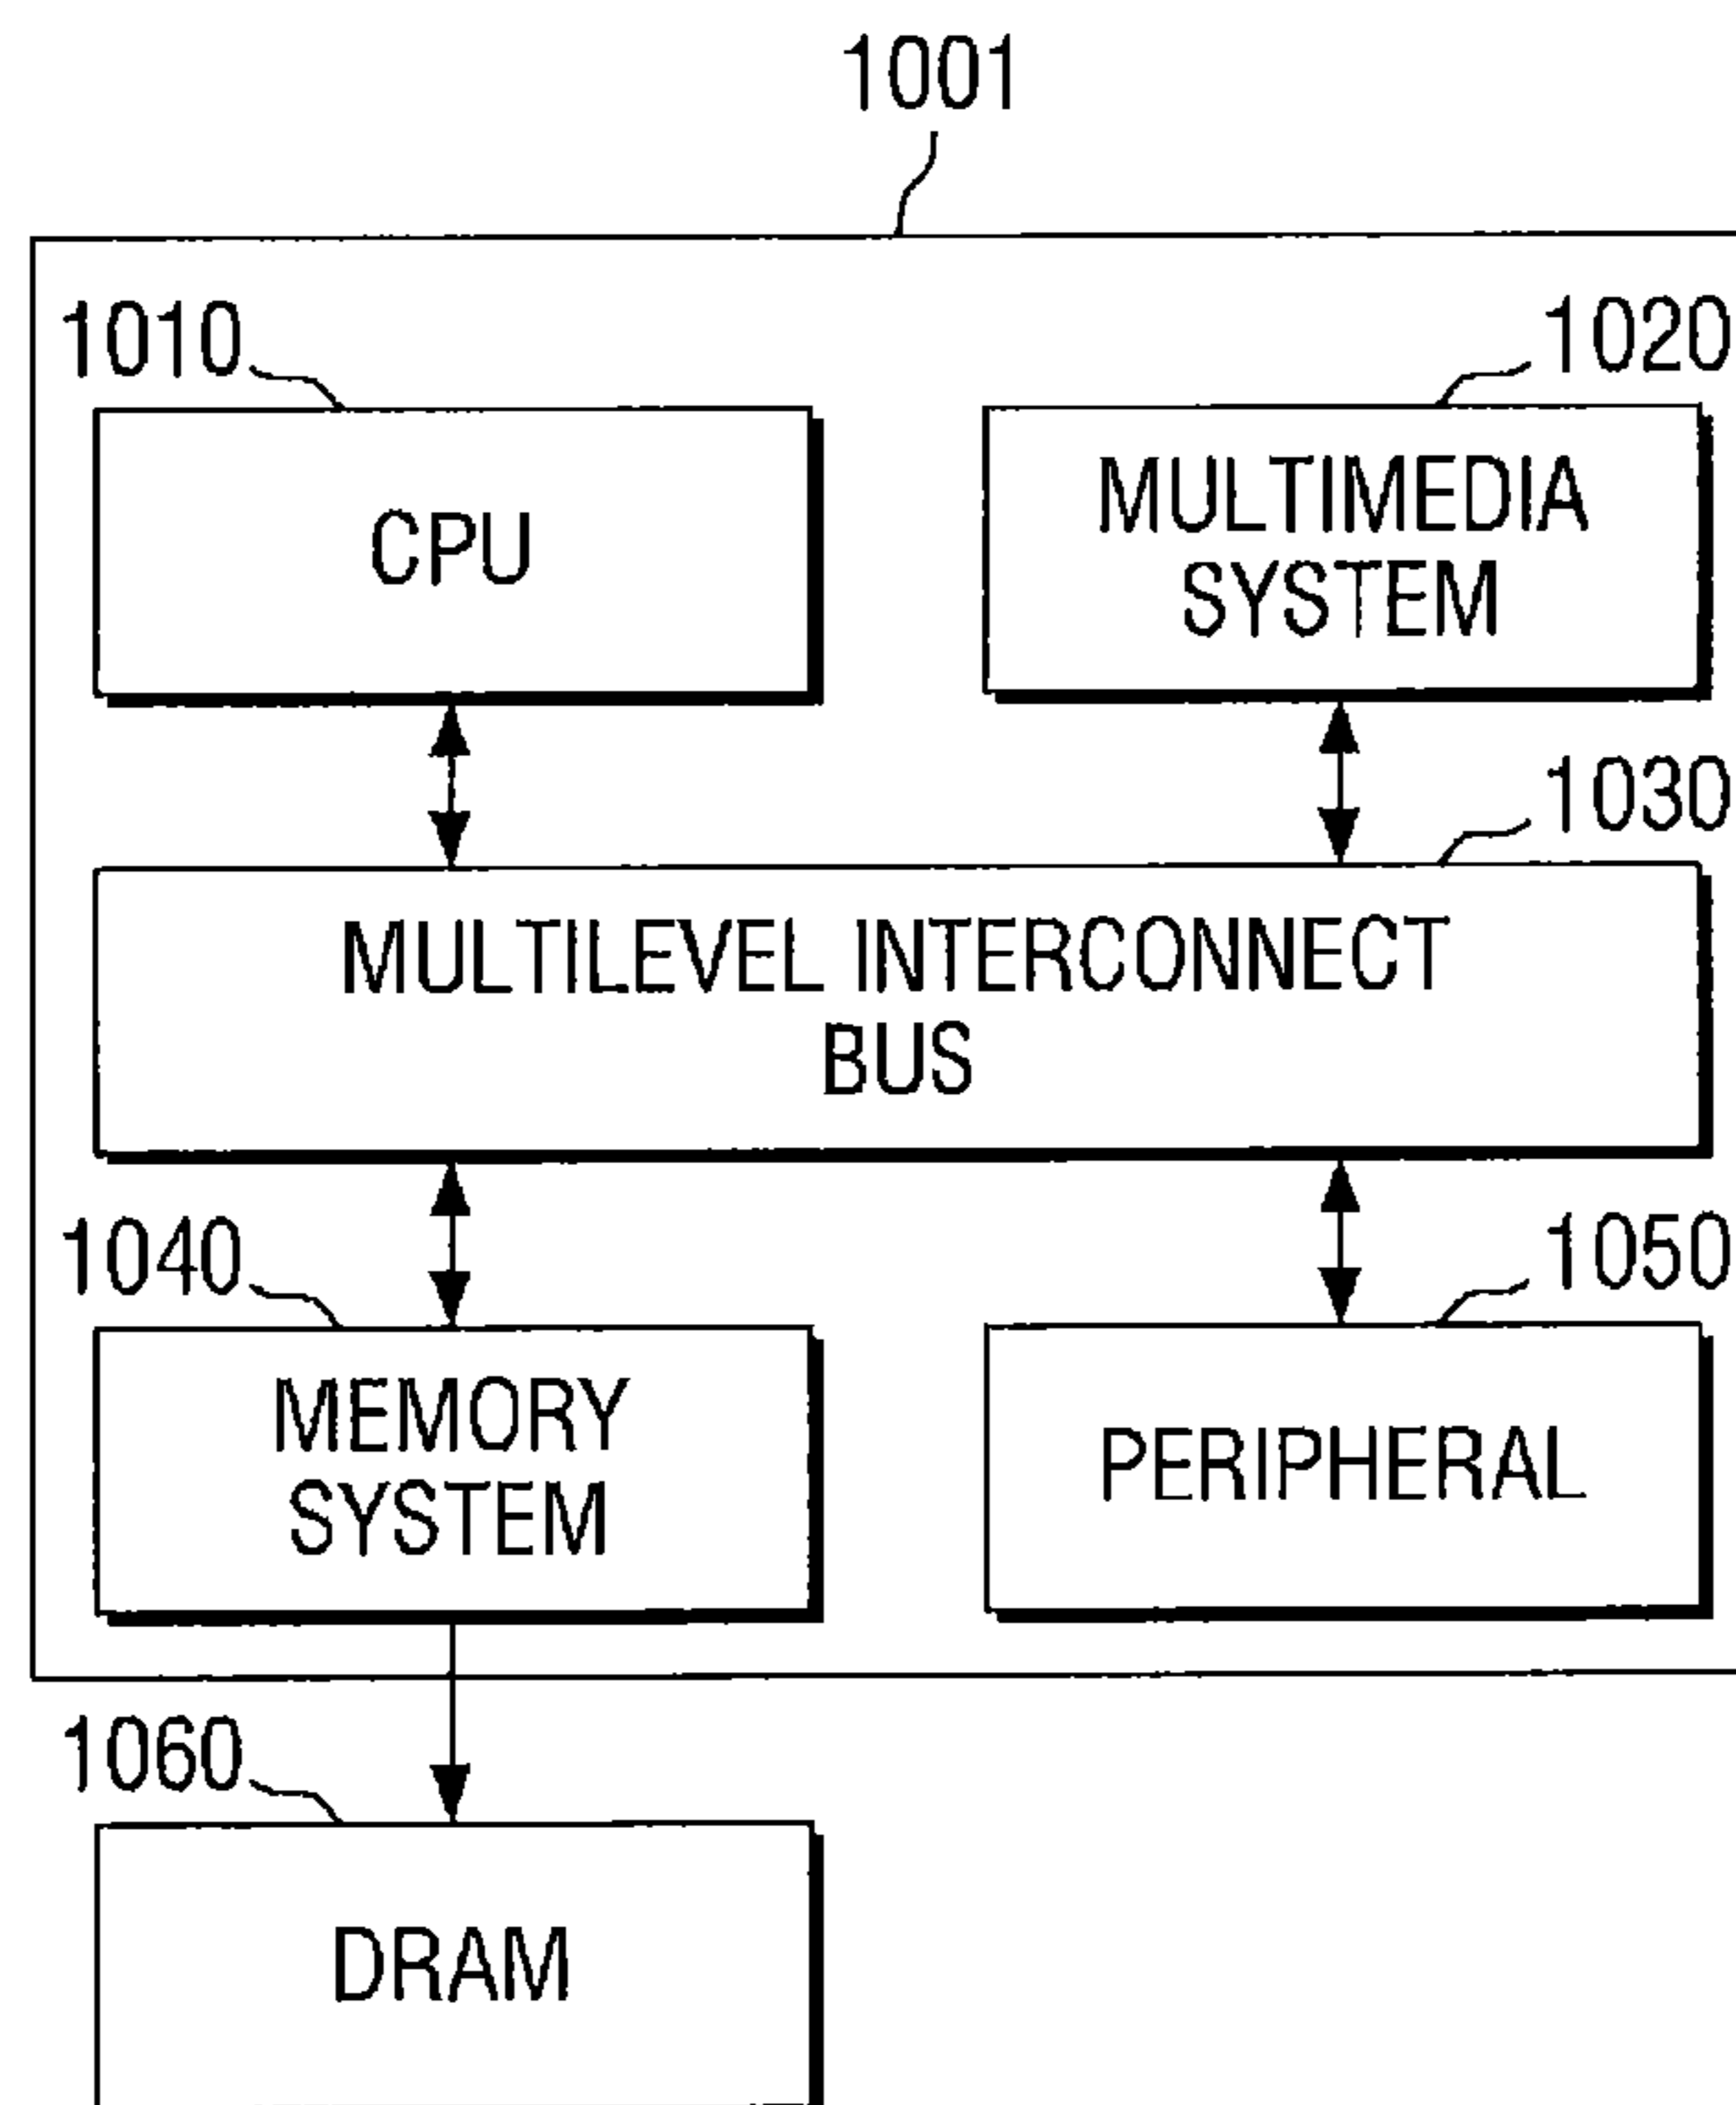 1001
1010
1020
CPU
MULTIMEDIA
SYSTEM
1030
MULTILEVEL INTERCONNECT
BUS
1040
1050
MEMORY
SYSTEM
PERIPHERAL
1060
DRAM